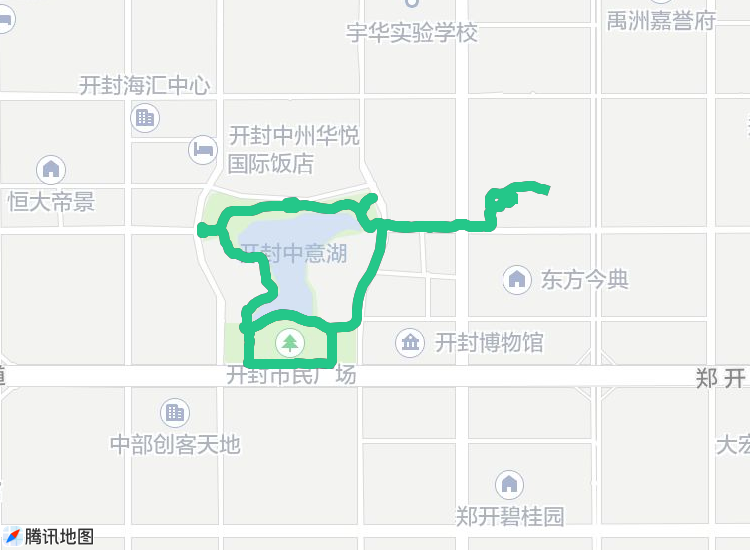 宇华实验学校
禹洲嘉誉府
开封海汇中心
开封中州华悦
国际饭店
恒大帝景
开封中意湖
东方今典
开封博物馆
道
开封市民广场
郑开
中部创客天地
大宏
郑开碧桂园
腾讯地图